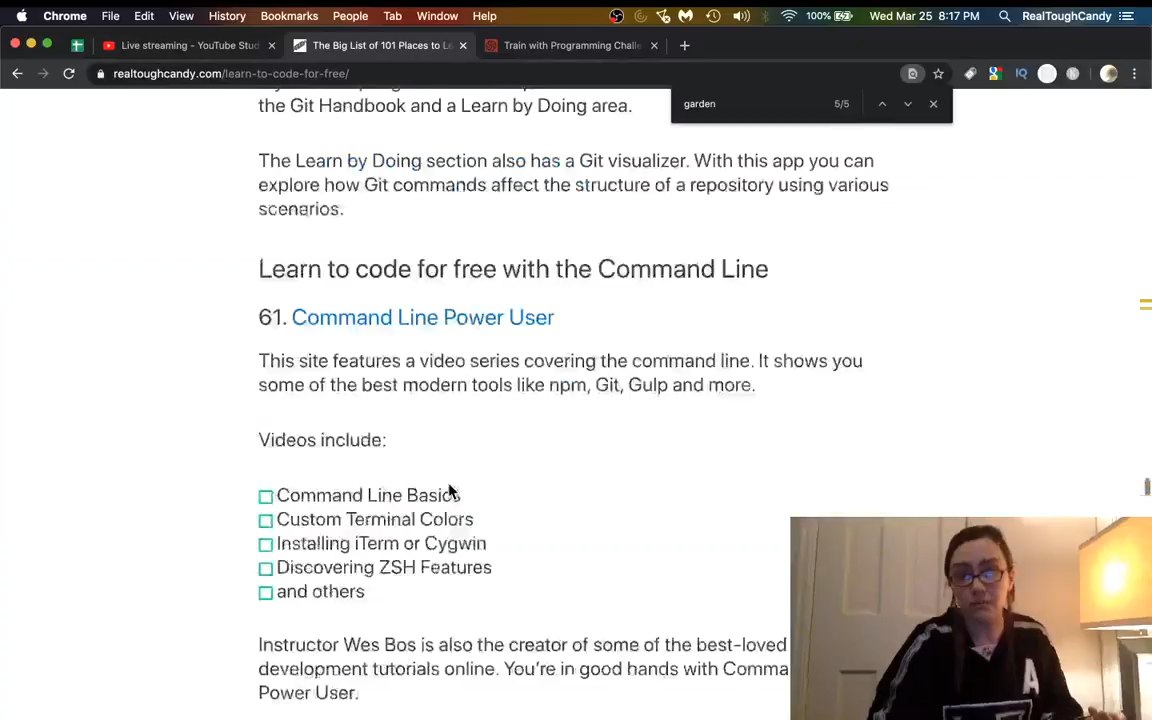 Chrome File Edit View History Bookmarks People Tab Window Help 100% Wed Mar 25 8:17 PM RealToughCandy
Live streaming - YouTube Stud
The Big List of 101 Places to Le
Train with Programming Challe
realtoughcandy.com/learn-to-code-for-free/
garden 5/5
the Git Handbook and a Learn by Doing area.
The Learn by Doing section also has a Git visualizer. With this app you can
explore how Git commands affect the structure of a repository using various
scenarios.
Learn to code for free with the Command Line
61. Command Line Power User
This site features a video series covering the command line. It shows you
some of the best modern tools like npm, Git, Gulp and more.
Videos include:
Command Line Basics
Custom Terminal Colors
Installing iTerm or Cygwin
Discovering ZSH Features
and others
Instructor Wes Bos is also the creator of some of the best-loved
development tutorials online. You're in good hands with Comma
Power User.
A